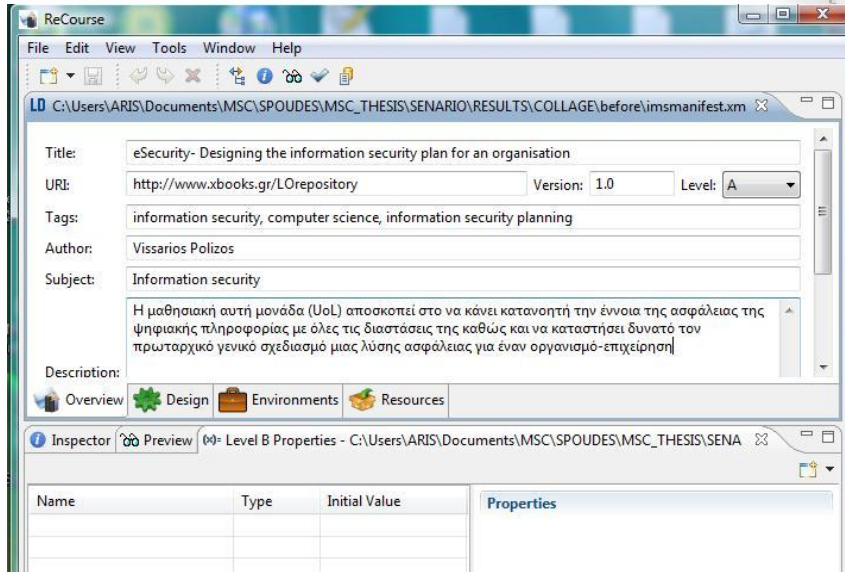 ReCourse
File Edit View Tools Window Help
LD C:\Users\ARIS\Documents\MSC\SPOUDES\MSC_THESIS\SENARIO\RESULTS\COLLAGE\before\imsmanifest.xm
Title: eSecurity- Designing the information security plan for an organisation
URI: http://www.xbooks.gr/LOrepository Version: 1.0 Level: A
Tags: information security, computer science, information security planning
Author: Vissarios Polizos
Subject: Information security
Η μαθησιακή αυτή μονάδα (UoL) αποσκοπεί στο να κάνει κατανοητή την έννοια της ασφάλειας της
ψηφιακής πληροφορίας με όλες τις διαστάσεις της καθώς και να καταστήσει δυνατό τον
πρωταρχικό γενικό σχεδιασμό μιας λύσης ασφάλειας για έναν οργανισμό-επιχείρηση
Description:
Overview Design Environments Resources
Inspector Preview (x)= Level B Properties - C:\Users\ARIS\Documents\MSC\SPOUDES\MSC_THESIS\SENA
Name Type Initial Value Properties